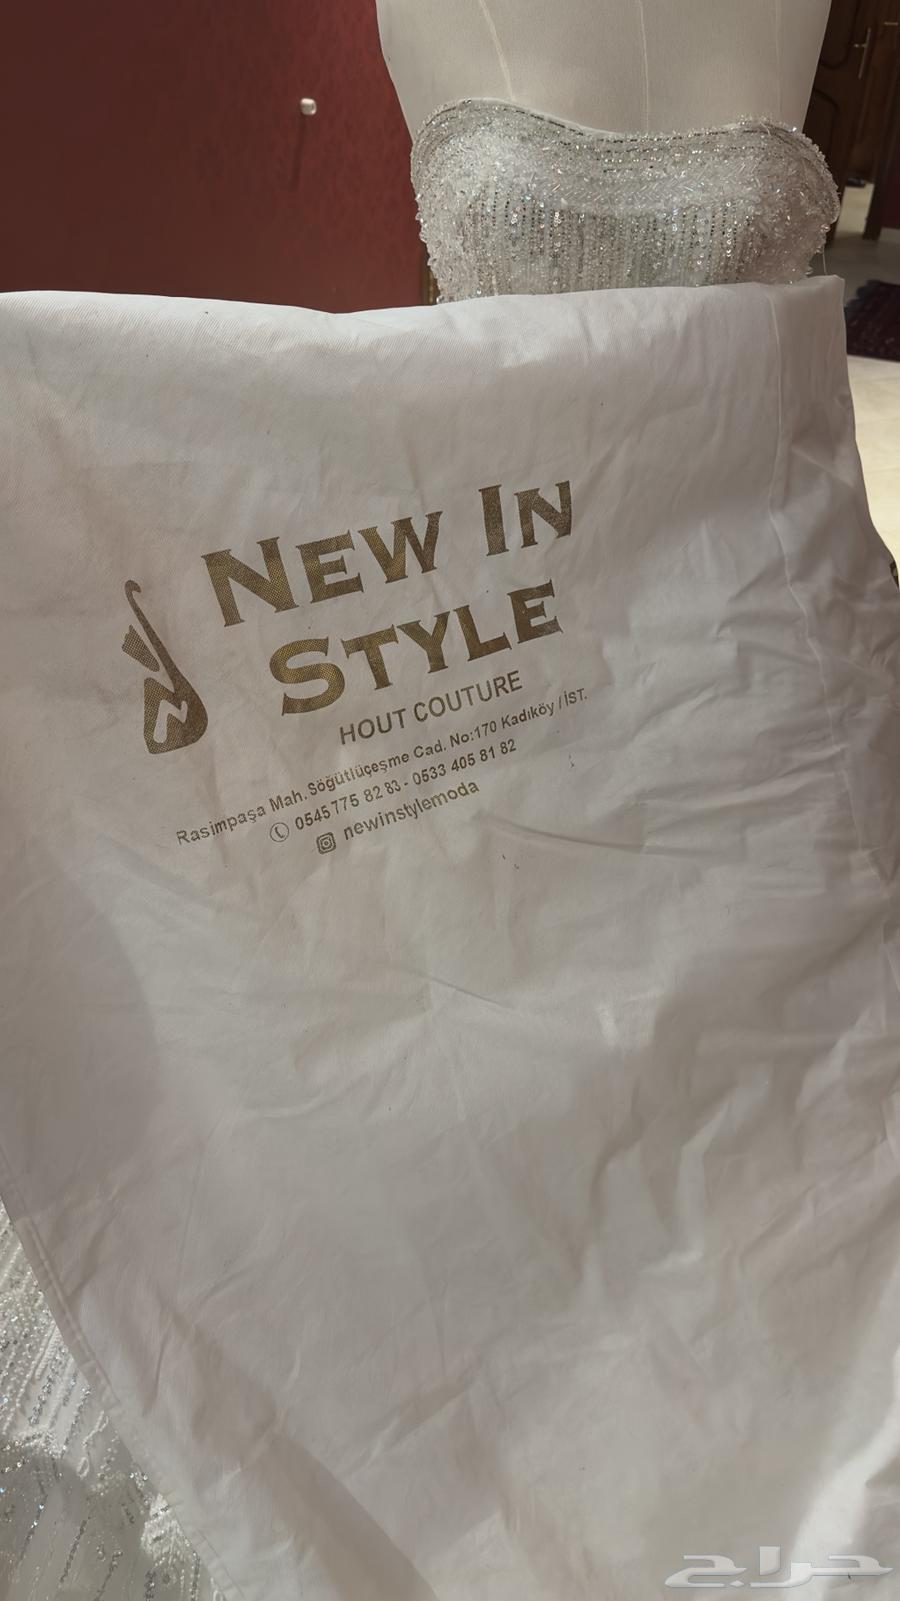 NEW IN
STYLE
HOUT COUTURE
Rasimpaşa Mah. Söğütlüçeşme Cad. No:170 Kadıköy / İST.
0545 775 82 83 - 0533 405 81 82
newinstylemoda
حراج